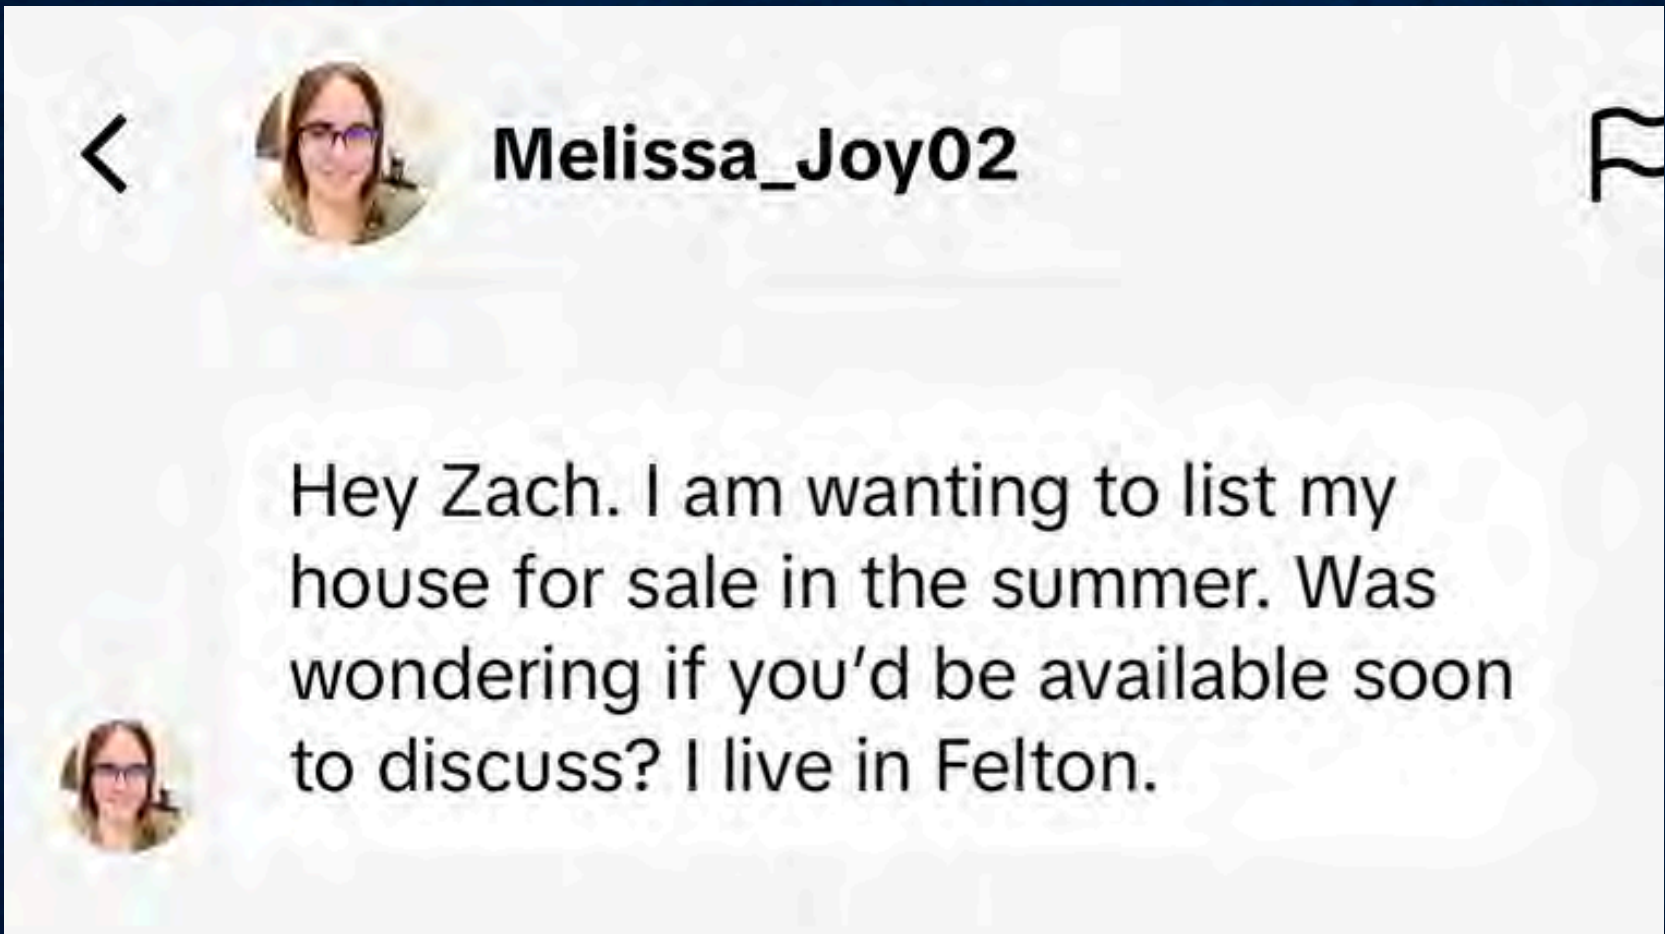 Melissa_Joy02
Hey Zach. I am wanting to list my
house for sale in the summer. Was
wondering if you’d be available soon
to discuss? I live in Felton.